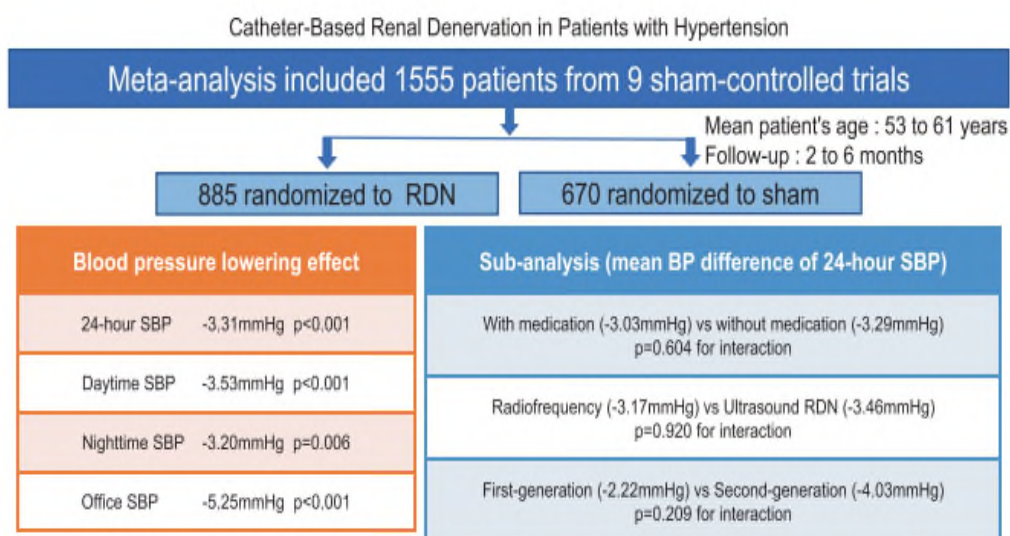 Catheter-Based Renal Denervation in Patients with Hypertension
Meta-analysis included 1555 patients from 9 sham-controlled trials
Mean patient's age : 53 to 61 years
Follow-up : 2 to 6 months
885 randomized to RDN
670 randomized to sham
Blood pressure lowering effect
24-hour SBP -3,31mmHg p<0,001
Daytime SBP -3.53mmHg p<0.001
Nighttime SBP -3.20mmHg p=0.006
Office SBP -5,25mmHg p<0,001
Sub-analysis (mean BP difference of 24-hour SBP)
With medication (-3.03mmHg) vs without medication (-3.29mmHg)
p=0.604 for interaction
Radiofrequency (-3.17mmHg) vs Ultrasound RDN (-3.46mmHg)
p=0.920 for interaction
First-generation (-2.22mmHg) vs Second-generation (-4.03mmHg)
p=0.209 for interaction